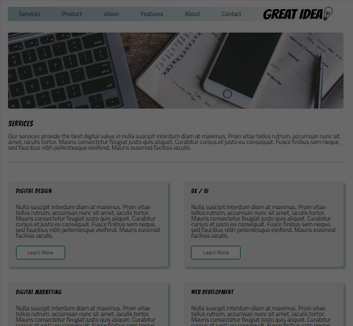 Services Product Vision Features About Contact GREAT IDEA
SERVICES
Our services provide the best digital value in nulla suscipit interdum diam at maximus. Proin vitae tellus rutrum, accumsan nunc sit
amet, iaculis tortor. Mauris consectetur feugiat justo quis aliquet. Curabitur cursus et justo eu congue. Fusce finibus sem neque,
sed faucibus nibh pellentesque eleifend. Mauris euismod facilisis iaculis.
DIGITAL DESIGN
Nulla suscipit interdum diam at maximus. Proin vitae
tellus rutrum, accumsan nunc sit amet, iaculis tortor.
Mauris consectetur feugiat justo quis aliquet.
Curabitur cursus et justo eu congue. Fusce finibus sem neque,
sed faucibus nibh pellentesque eleifend. Mauris euismod
facilisis iaculis.
Learn More
UX / UI
Nulla suscipit interdum diam at maximus. Proin vitae
tellus rutrum, accumsan nunc sit amet, iaculis tortor.
Mauris consectetur feugiat justo quis aliquet.
Curabitur cursus et justo eu congue. Fusce finibus sem neque,
sed faucibus nibh pellentesque eleifend. Mauris euismod
facilisis iaculis.
Learn More
DIGITAL MARKETING
Nulla suscipit interdum diam at maximus. Proin vitae
tellus rutrum, accumsan nunc sit amet, iaculis tortor.
Mauris consectetur feugiat justo quis aliquet.
WEB DEVELOPMENT
Nulla suscipit interdum diam at maximus. Proin vitae
tellus rutrum, accumsan nunc sit amet, iaculis tortor.
Mauris consectetur feugiat justo quis aliquet.